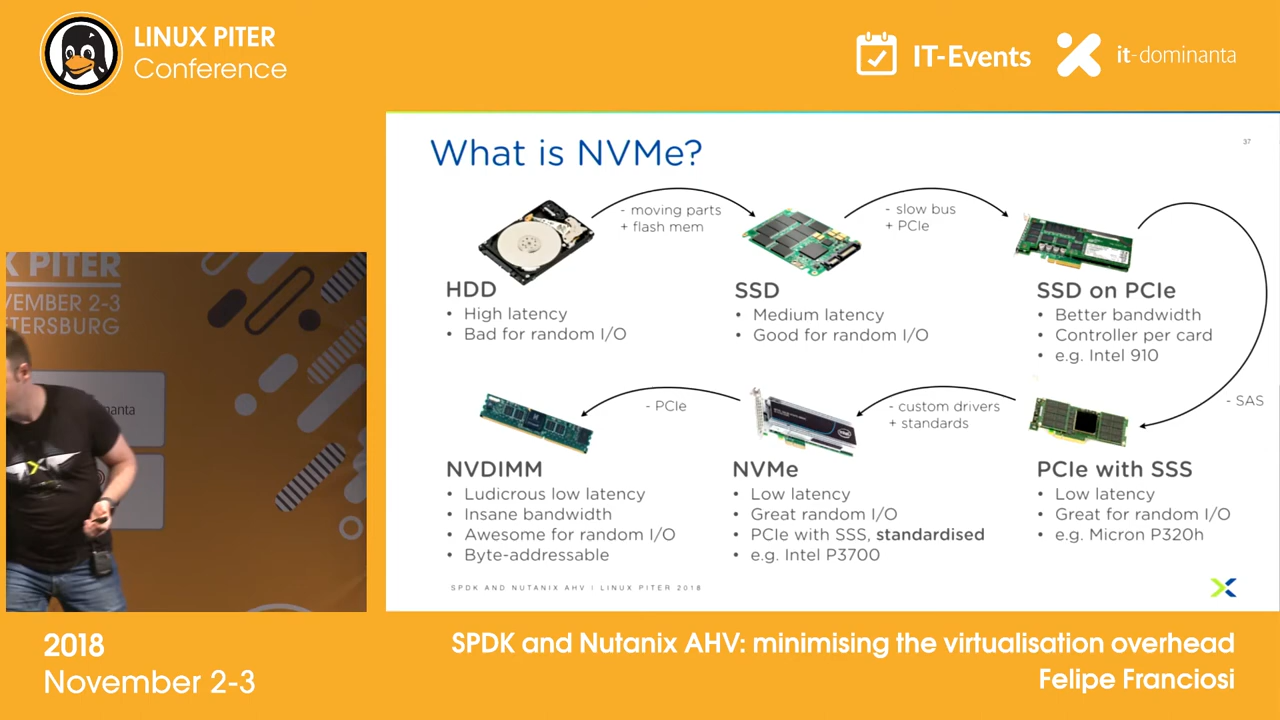 LINUX PITER
Conference
IT-Events
it-dominanta
What is NVMe?
37
- moving parts
+ flash mem
- slow bus
+ PCIe
HDD
• High latency
• Bad for random I/O
SSD
• Medium latency
• Good for random I/O
SSD on PCIe
• Better bandwidth
• Controller per card
• e.g. Intel 910
- PCIe
- custom drivers
+ standards
- SAS
NVDIMM
• Ludicrous low latency
• Insane bandwidth
• Awesome for random I/O
• Byte-addressable
NVMe
• Low latency
• Great random I/O
• PCIe with SSS, standardised
• e.g. Intel P3700
PCIe with SSS
• Low latency
• Great for random I/O
• e.g. Micron P320h
SPDK AND NUTANIX AHV | LINUX PITER 2018
X PITER
VEMBER 2-3
TERSBURG
nanta
2018
November 2-3
SPDK and Nutanix AHV: minimising the virtualisation overhead
Felipe Franciosi